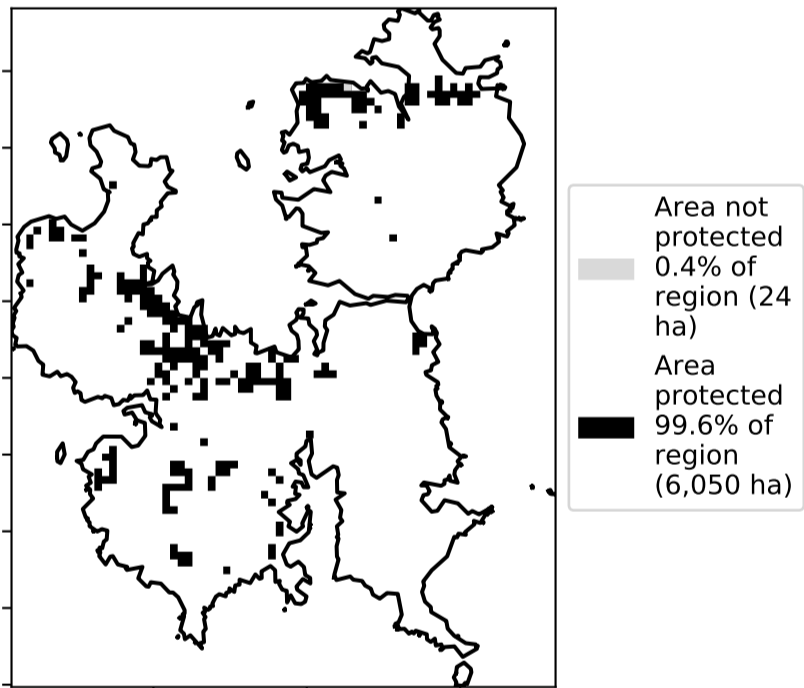 Area not
protected
0.4% of
region (24
ha)
Area
protected
99.6% of
region
(6,050 ha)